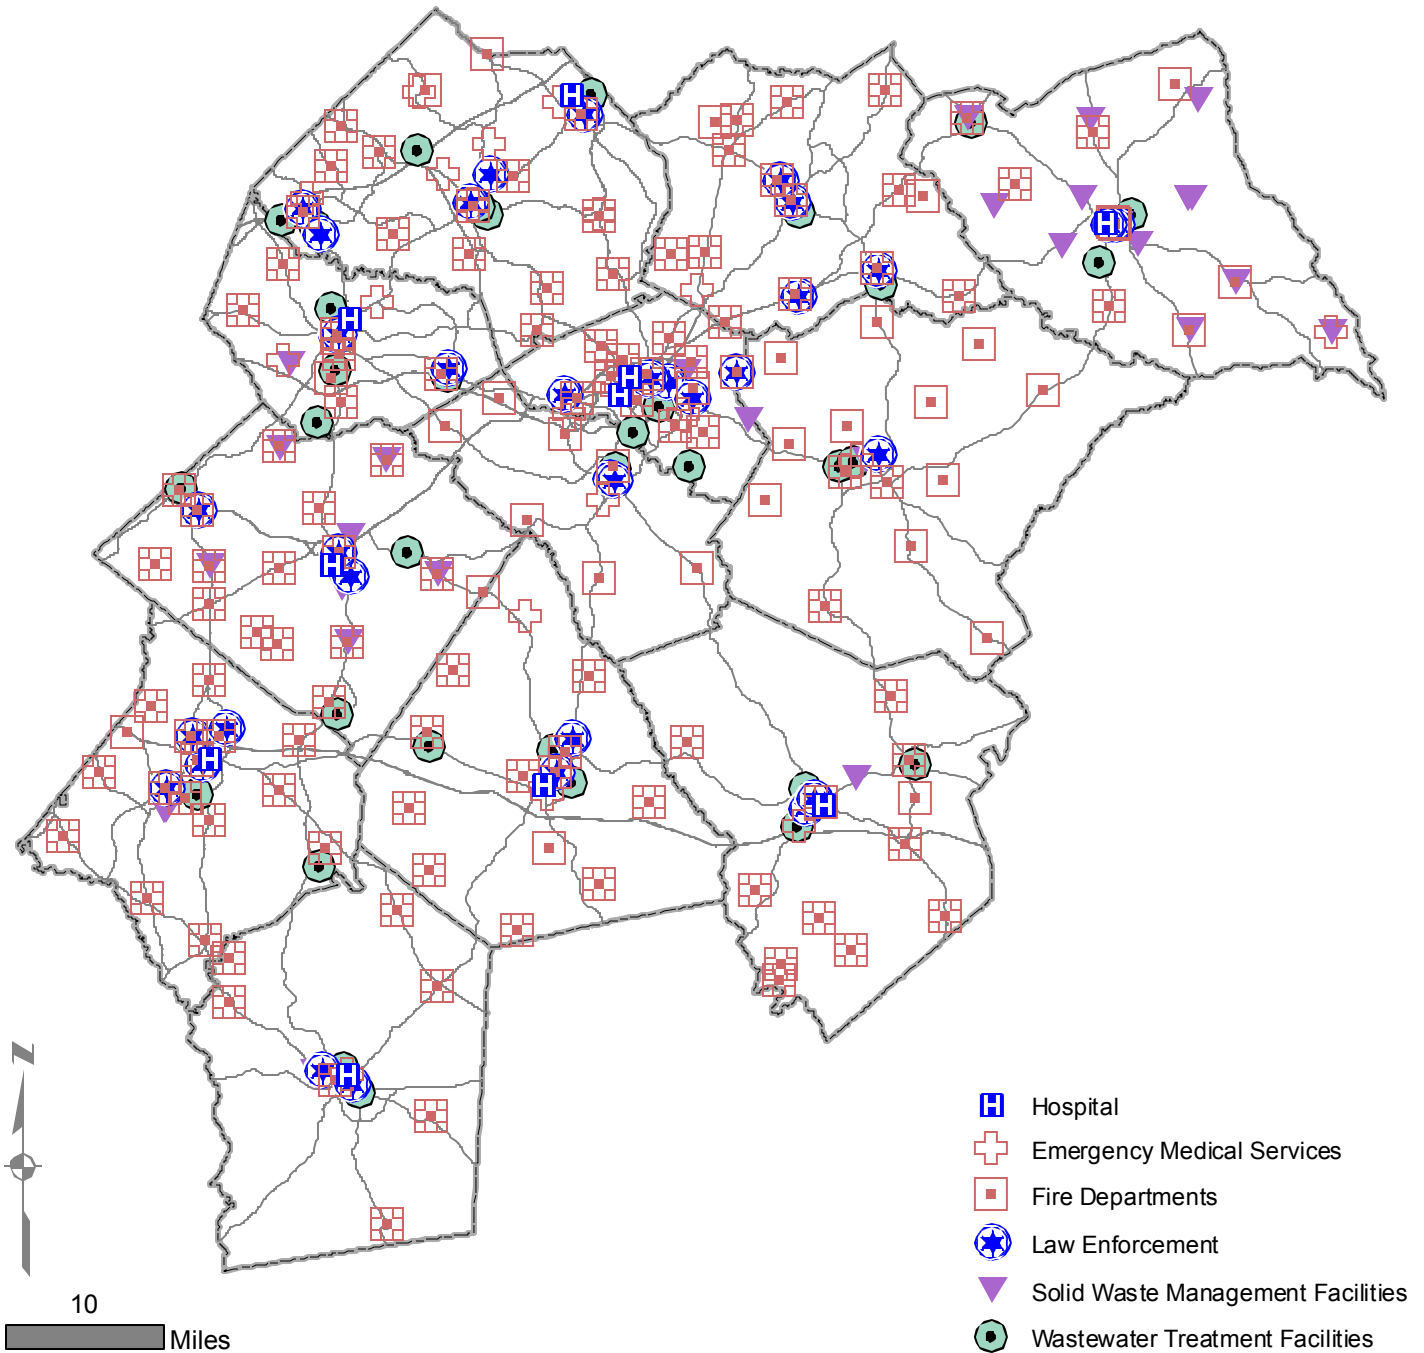 Hospital
Emergency Medical Services
Fire Departments
Law Enforcement
Solid Waste Management Facilities
Wastewater Treatment Facilities
N
10
Miles